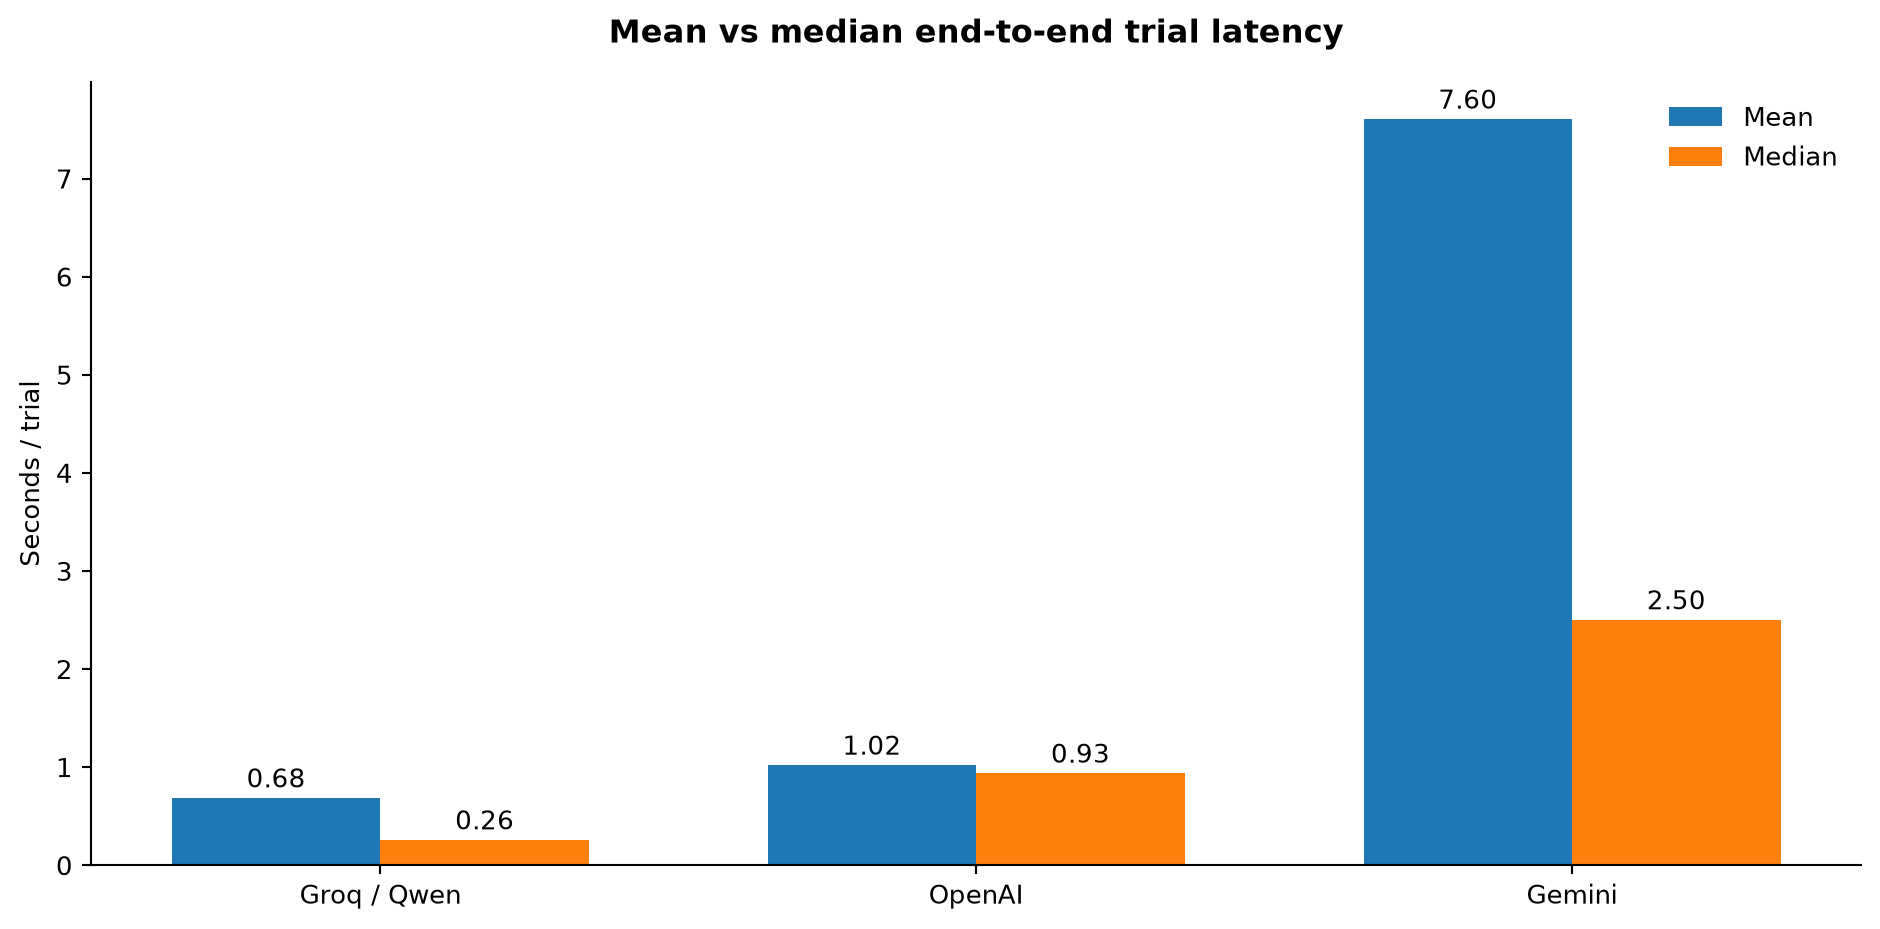 Mean vs median end-to-end trial latency
Mean
Median
Seconds / trial
7
6
5
4
3
2
1
0
0.68
0.26
1.02
0.93
7.60
2.50
Groq / Qwen
OpenAI
Gemini